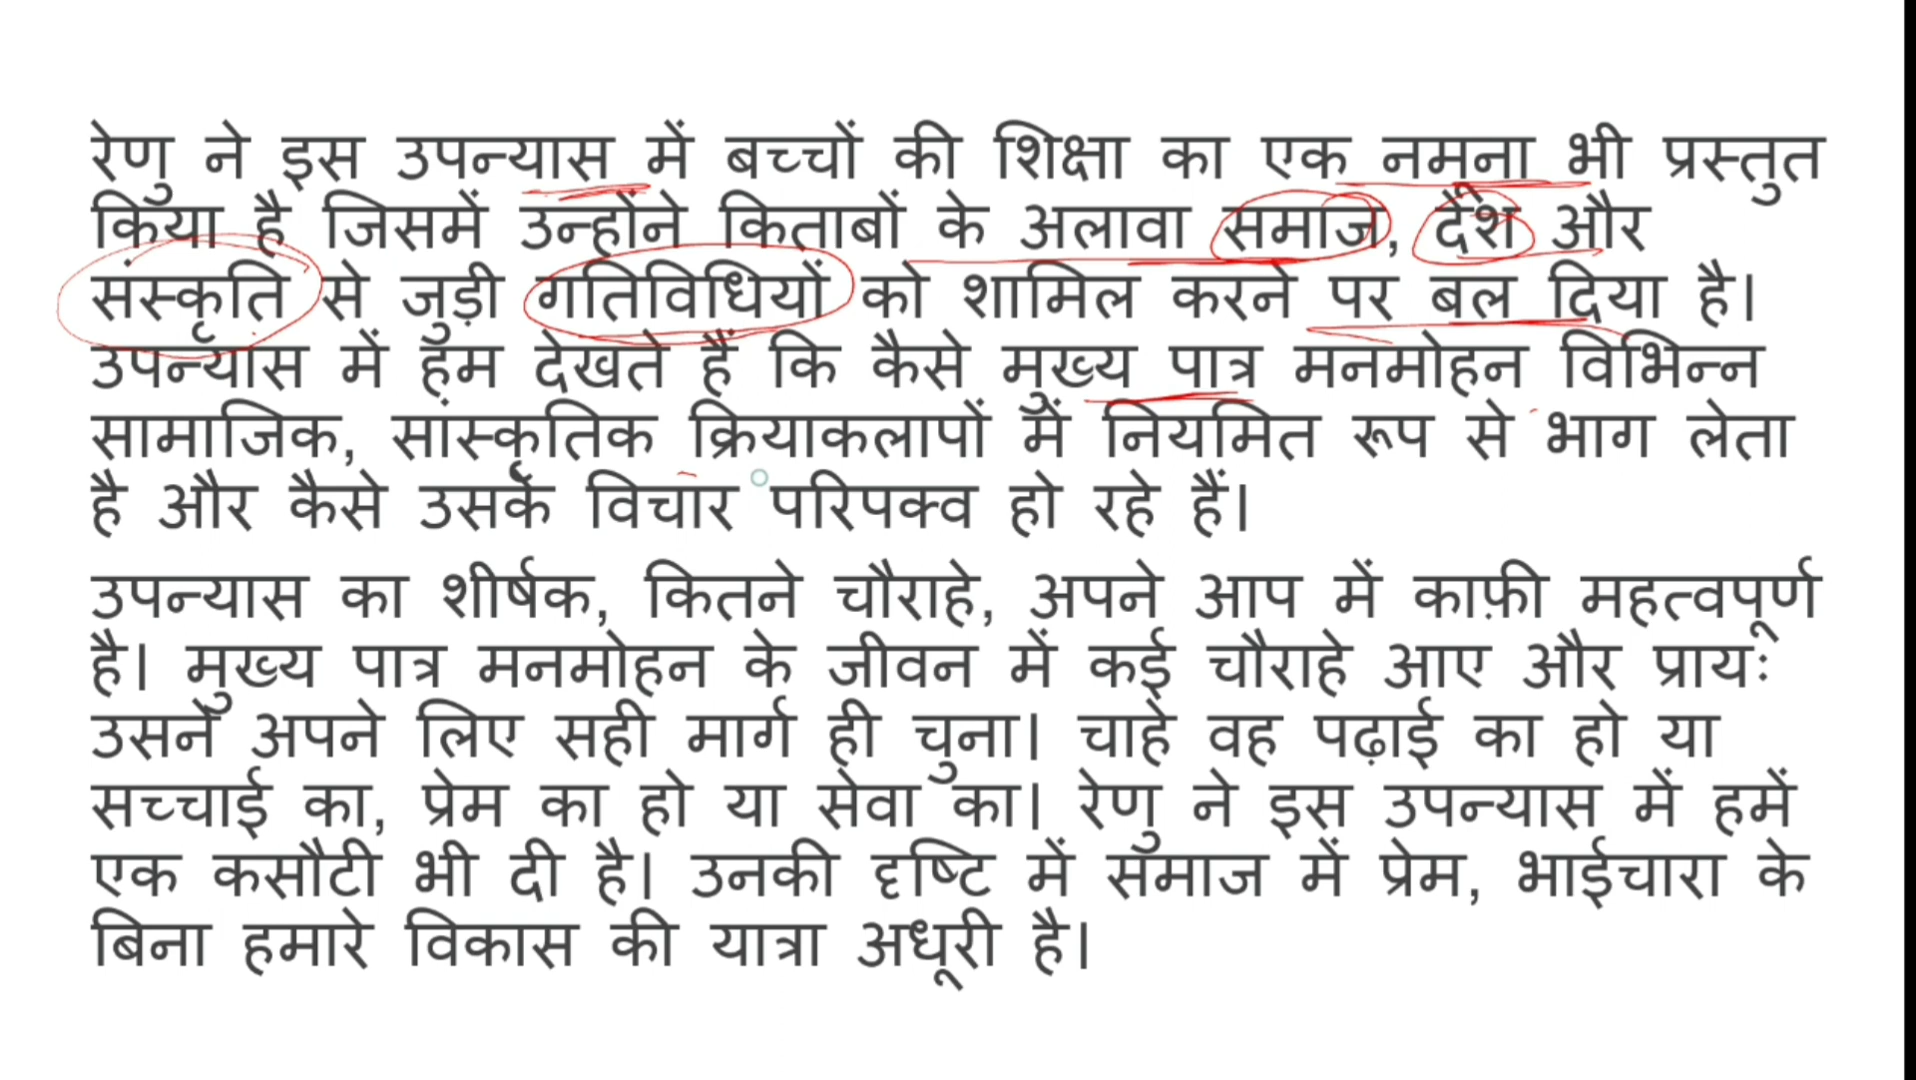 रेणु ने इस उपन्यास में बच्चों की शिक्षा का एक नमना भी प्रस्तुत
किया है जिसमें उन्होंने किताबों के अलावा समाज, देश और
संस्कृति से जुड़ी गतिविधियों को शामिल करने पर बल दिया है।
उपन्यास में हम देखते हैं कि कैसे मुख्य पात्र मनमोहन विभिन्न
सामाजिक, सांस्कृतिक क्रियाकलापों में नियमित रूप से भाग लेता
है और कैसे उसके विचार परिपक्व हो रहे हैं।
उपन्यास का शीर्षक, कितने चौराहे, अपने आप में काफ़ी महत्वपूर्ण
है। मुख्य पात्र मनमोहन के जीवन में कई चौराहे आए और प्रायः
उसने अपने लिए सही मार्ग ही चुना। चाहे वह पढ़ाई का हो या
सच्चाई का, प्रेम का हो या सेवा का। रेणु ने इस उपन्यास में हमें
एक कसौटी भी दी है। उनकी दृष्टि में समाज में प्रेम, भाईचारा के
बिना हमारे विकास की यात्रा अधूरी है।